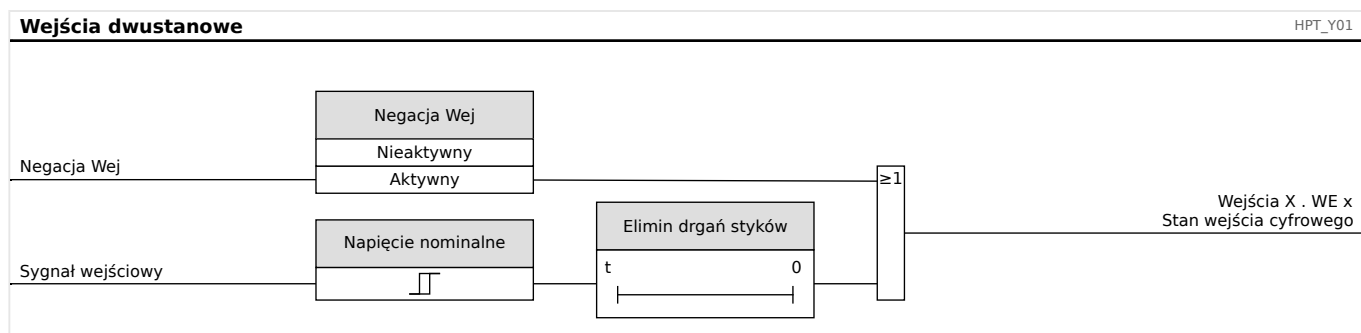 Wejścia dwustanowe
HPT_Y01
Negacja Wej
Nieaktywny
Negacja Wej
Aktywny
≥1
Wejścia X . WE x
Stan wejścia cyfrowego
Elimin drgań styków
Napięcie nominalne
t 0
Sygnał wejściowy